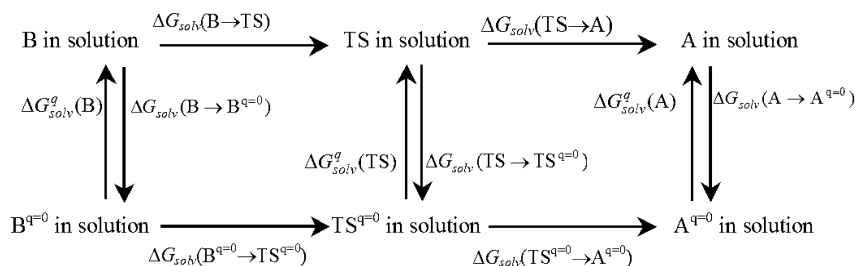 ΔG_solv(B→TS) ΔG_solv(TS→A)
B in solution TS in solution A in solution
ΔG^q_solv(B) ΔG_solv(B → B^q=0) ΔG^q_solv(A) ΔG_solv(A → A^q=0)
ΔG^q_solv(TS) ΔG_solv(TS → TS^q=0)
B^q=0 in solution TS^q=0 in solution A^q=0 in solution
ΔG_solv(B^q=0→TS^q=0) ΔG_solv(TS^q=0→A^q=0)